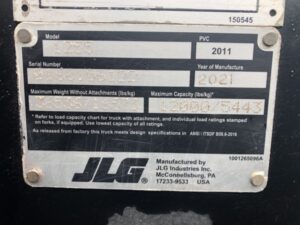 150545
Model PVC
1255 2011
Serial Number Year of Manufacture
2021
Maximum Weight Without Attachments (lbs/kg) Maximum Capacity (lbs/kg)
12000/5443
* Refer to load capacity chart for truck with attachment, and individual load ratings stamped
on forks, if equipped. Use lowest capacity of all ratings.
As released from factory this truck meets design specifications in ANSI / ITSDF B56.6-2016
JLG®
Manufactured by
JLG Industries Inc.
McConnellsburg, PA
17233-9533 USA
1001265096A